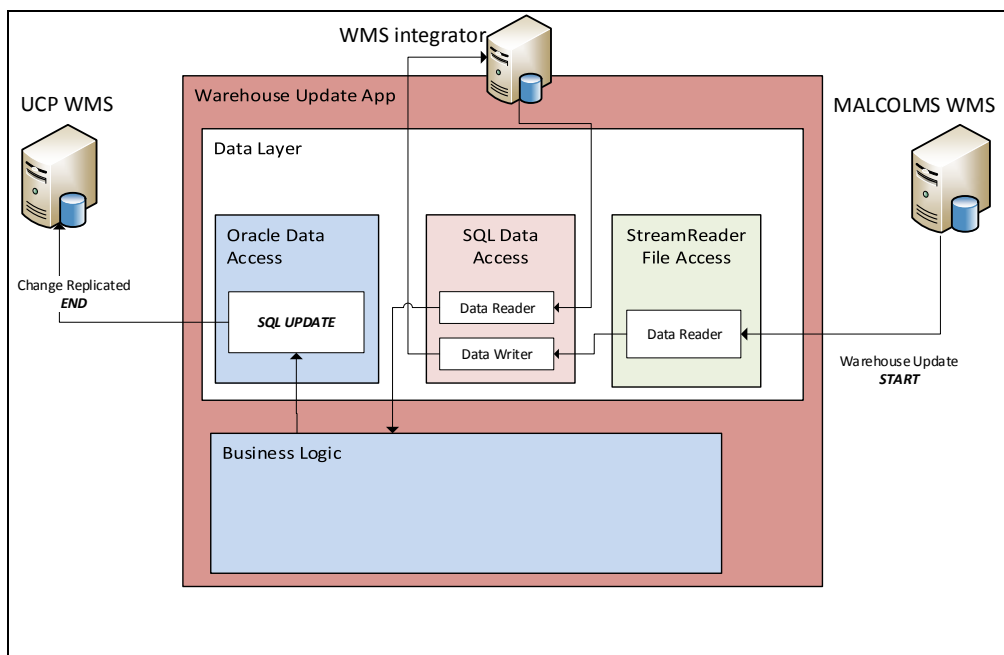 WMS integrator
UCP WMS
Warehouse Update App
MALCOLMS WMS
Data Layer
Oracle Data
Access
SQL Data
Access
StreamReader
File Access
Change Replicated
END
SQL UPDATE
Data Reader
Data Writer
Data Reader
Warehouse Update
START
Business Logic